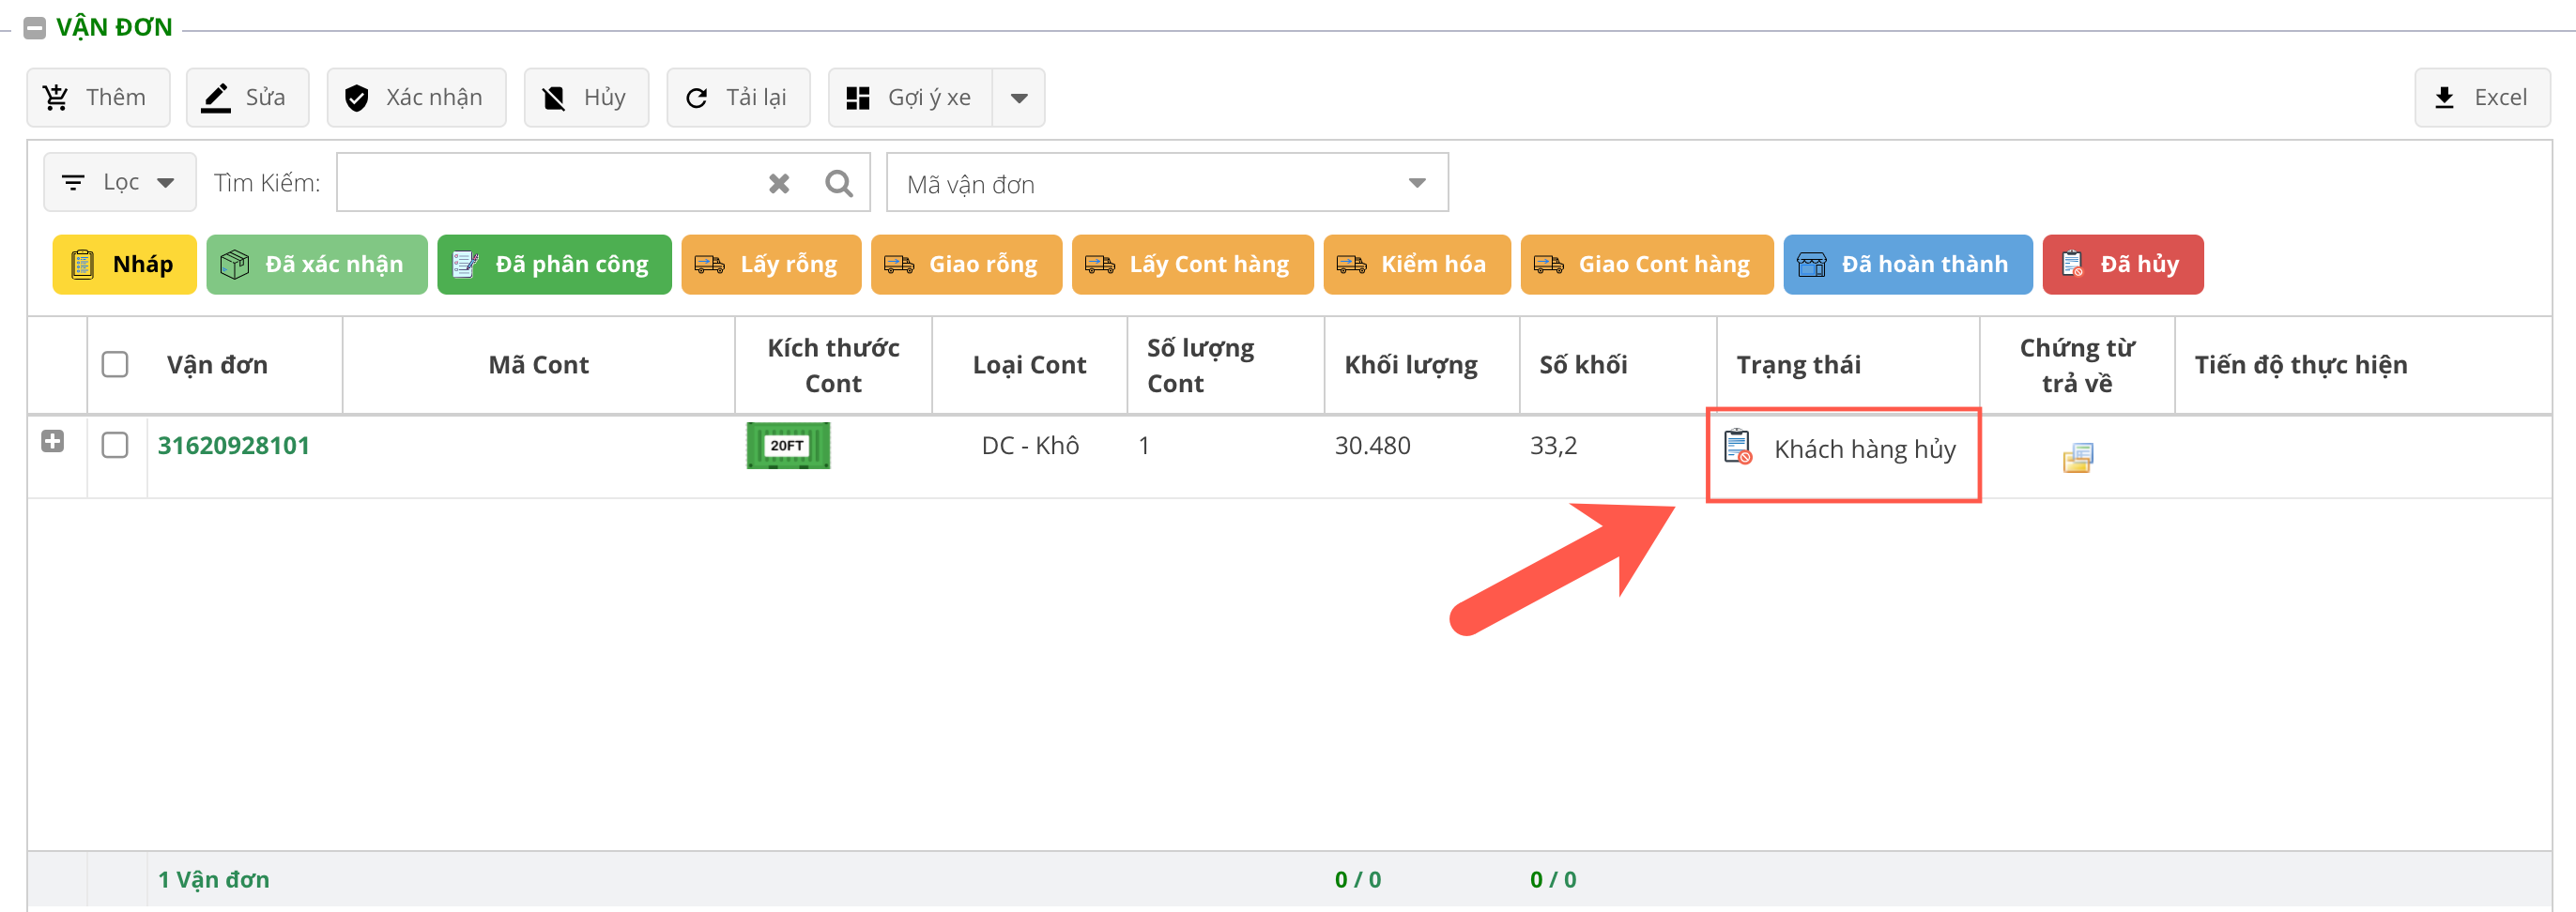 VẬN ĐƠN
Thêm Sửa Xác nhận Hủy Tải lại Gợi ý xe Excel
Lọc Tìm Kiếm: Mã vận đơn
Nháp Đã xác nhận Đã phân công Lấy rỗng Giao rỗng Lấy Cont hàng Kiểm hóa Giao Cont hàng Đã hoàn thành Đã hủy
Vận đơn Mã Cont Kích thước Cont Loại Cont Số lượng Cont Khối lượng Số khối Trạng thái Chứng từ trả về Tiến độ thực hiện
31620928101 20FT DC - Khô 1 30.480 33,2 Khách hàng hủy
1 Vận đơn 0 / 0 0 / 0